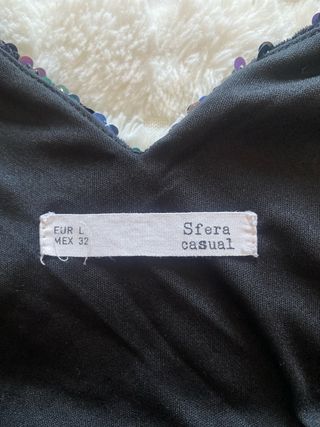 EUR L
MEX 32
Sfera
casual